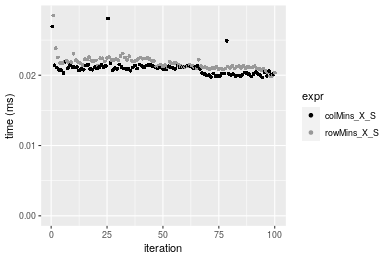 time (ms)
0.02
0.01
0.00
0
25
50
75
100
iteration
expr
colMins_X_S
rowMins_X_S